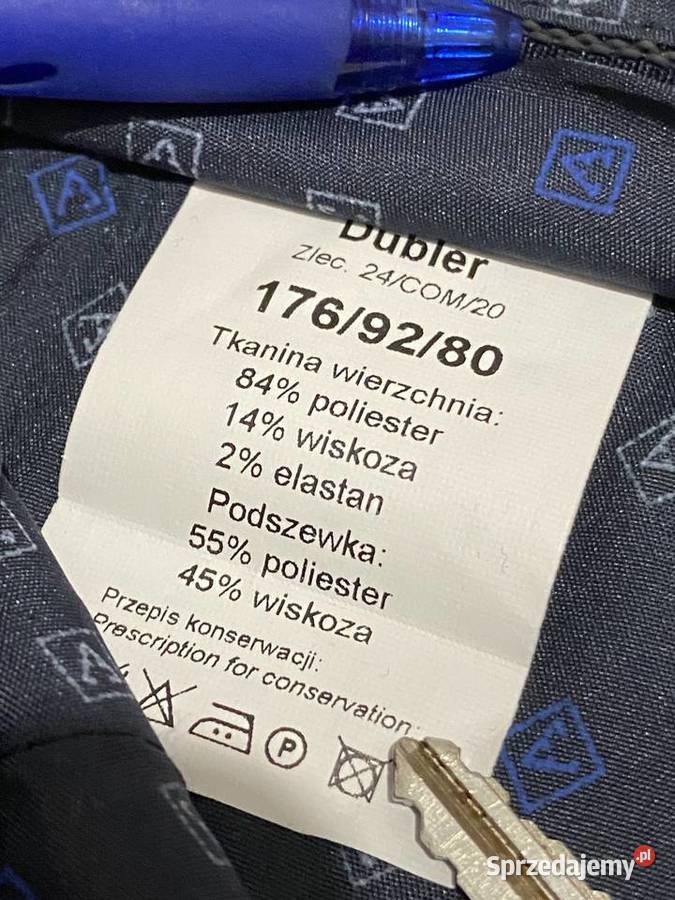 Dubler
Zlec. 24/COM/20
176/92/80
Tkanina wierzchnia:
84% poliester
14% wiskoza
2% elastan
Podszewka:
55% poliester
45% wiskoza
Przepis konserwacji:
Prescription for conservation:
P
Sprzedajemy.pl